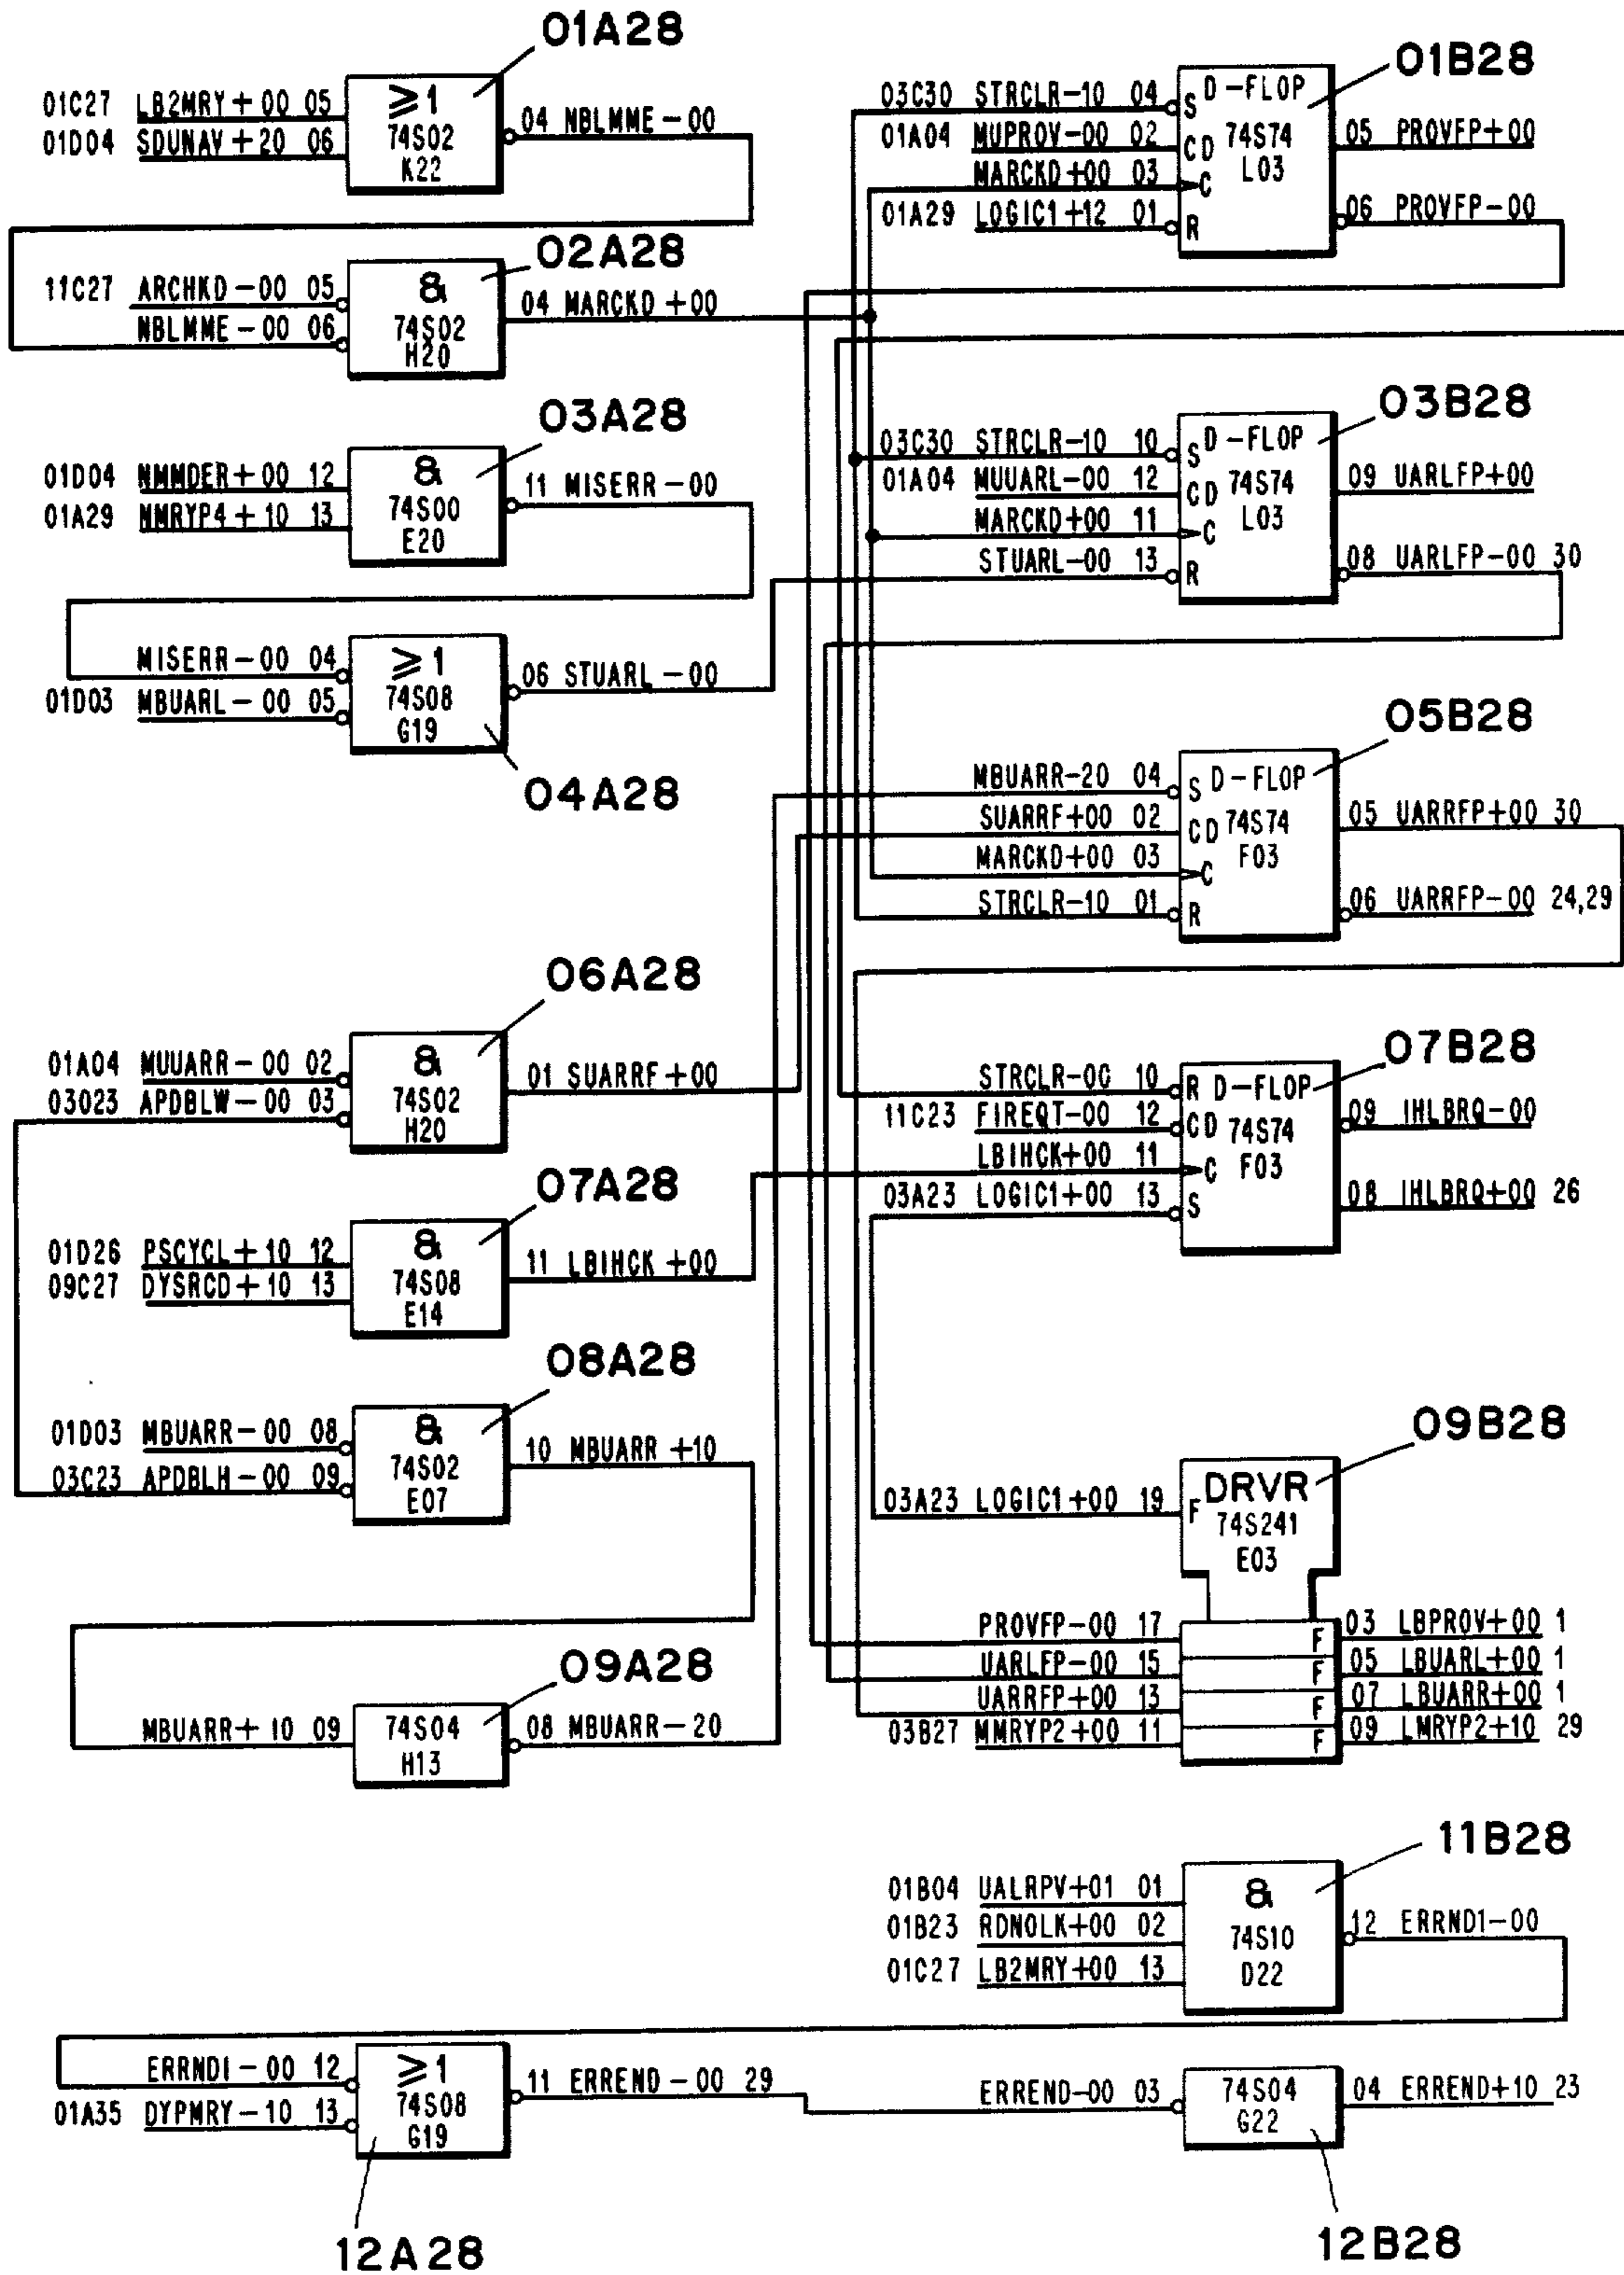 01A28
01C27 LB2MRY+00 05
01D04 SDUNAV+20 06
≥1
74S02
K22
04 NBLMME-00
02A28
11C27 ARCHKD-00 05
NBLMME-00 06
&
74S02
H20
04 MARCKD+00
03A28
01D04 NMMDER+00 12
01A29 NMRYP4+10 13
&
74S00
E20
11 MISERR-00
MISERR-00 04
01D03 MBUARL-00 05
≥1
74S08
G19
06 STUARL-00
04A28
06A28
01A04 MUUARR-00 02
03023 APDBLW-00 03
&
74S02
H20
01 SUARRF+00
07A28
01D26 PSCYCL+10 12
09C27 DYSRCD+10 13
&
74S08
E14
11 LBIHCK+00
08A28
01D03 MBUARR-00 08
03C23 APDBLH-00 09
&
74S02
E07
10 MBUARR+10
09A28
MBUARR+10 09
74S04
H13
08 MBUARR-20
01B28
03C30 STRCLR-10 04
01A04 MUPROV-00 02
MARCKD+00 03
01A29 LOGIC1+12 01
S D-FLOP
CD 74S74
C L03
R
05 PROVFP+00
06 PROVFP-00
03B28
03C30 STRCLR-10 10
01A04 MUUARL-00 12
MARCKD+00 11
STUARL-00 13
S D-FLOP
CD 74S74
C L03
R
09 UARLFP+00
08 UARLFP-00 30
05B28
MBUARR-20 04
SUARRF+00 02
MARCKD+00 03
STRCLR-10 01
S D-FLOP
CD 74S74
C F03
R
05 UARRFP+00 30
06 UARRFP-00 24,29
07B28
STRCLR-00 10
11C23 FIREQT-00 12
LBIHCK+00 11
03A23 LOGIC1+00 13
R D-FLOP
CD 74S74
C F03
S
09 IHLBRQ-00
08 IHLBRQ+00 26
09B28
03A23 LOGIC1+00 19
F DRVR
74S241
E03
PROVFP-00 17 F 03 LBPROV+00 1
UARLFP-00 15 F 05 LBUARL+00 1
UARRFP+00 13 F 07 LBUARR+00 1
03B27 MMRYP2+00 11 F 09 LMRYP2+10 29
11B28
01B04 UALRPV+01 01
01B23 RDNOLK+00 02
01C27 LB2MRY+00 13
&
74S10
D22
12 ERRND1-00
ERRND1-00 12
01A35 DYPMRY-10 13
≥1
74S08
G19
11 ERREND-00 29
12A28
ERREND-00 03
74S04
G22
04 ERREND+10 23
12B28